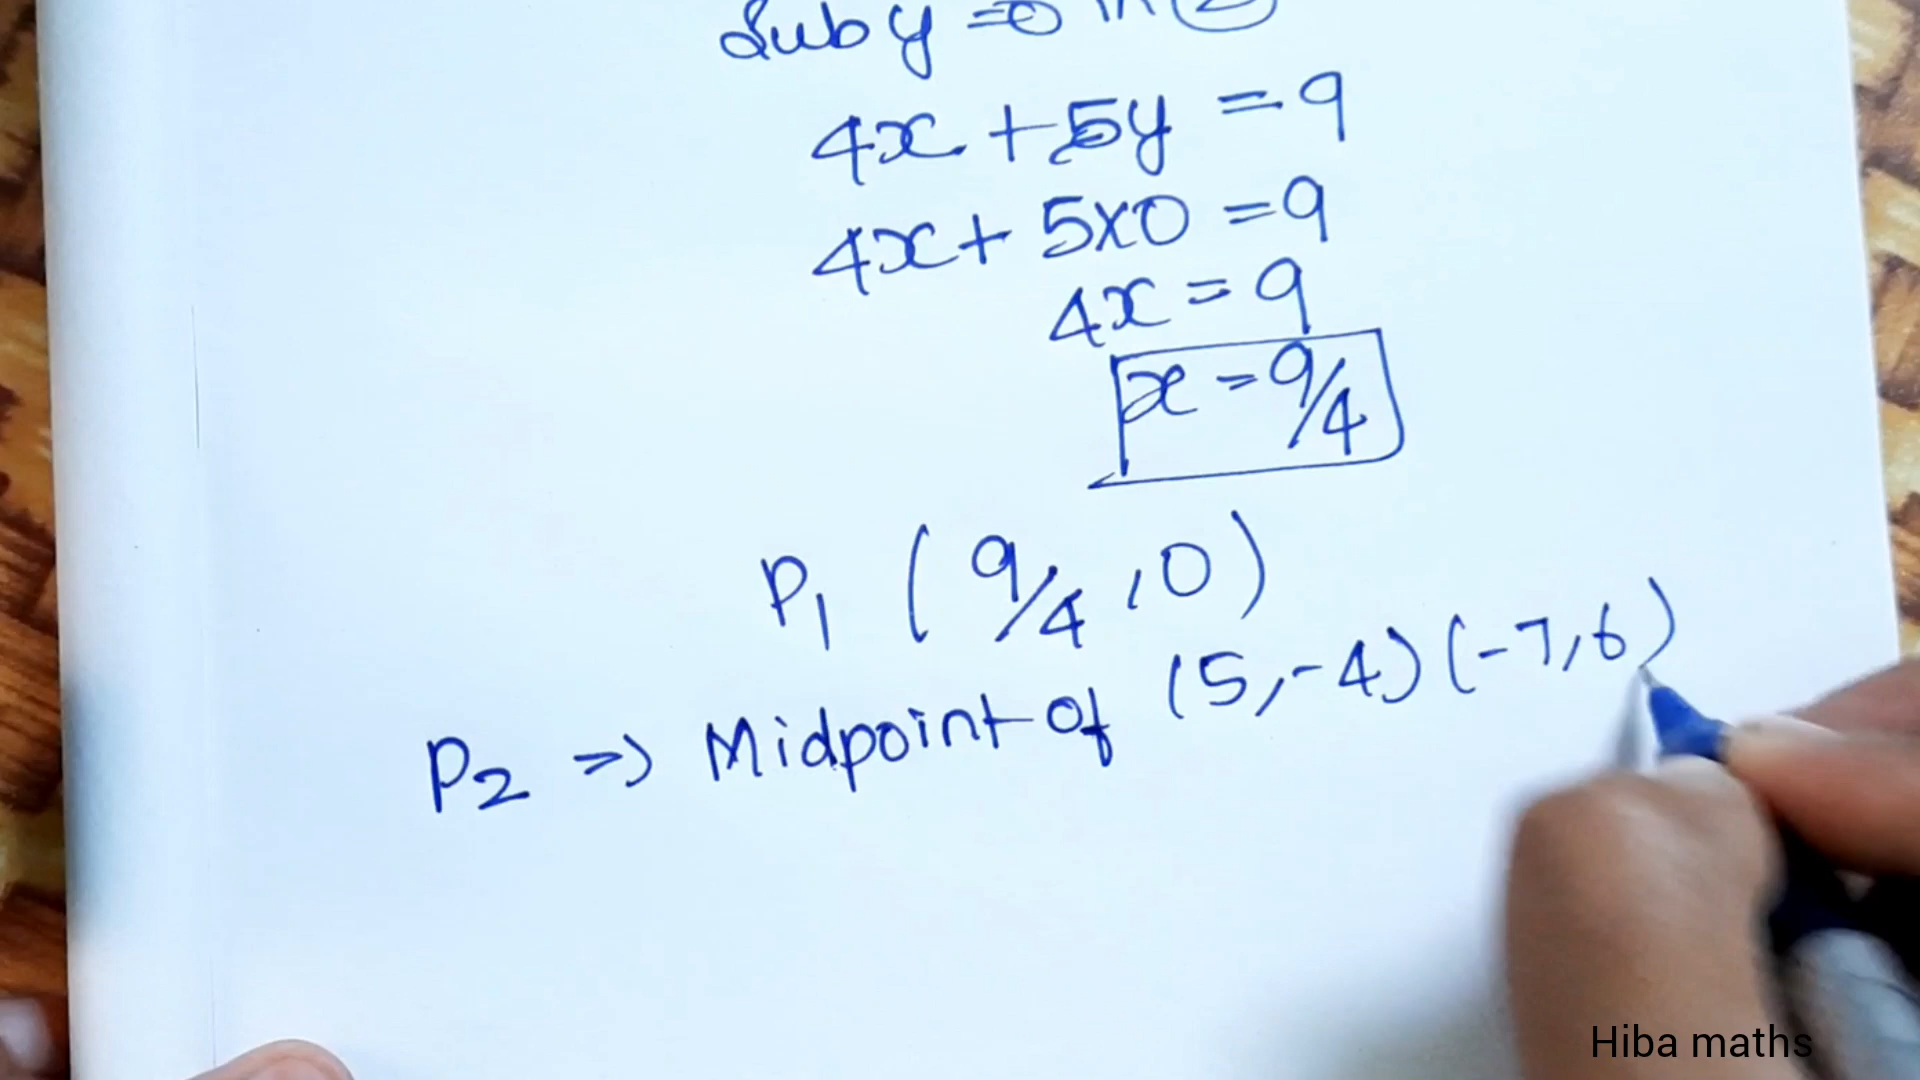 Sub y =0 in 2
4x + 5y = 9
4x + 5x0 = 9
4x = 9
x = 9/4
P1 ( 9/4 , 0 )
P2 => Midpoint of (5, -4) (-7, 6)
Hiba maths